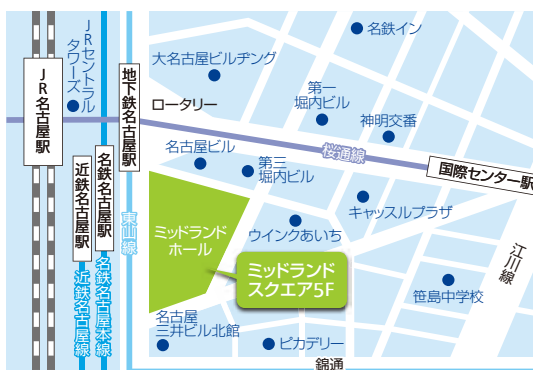 名鉄イン
JRセントラル
タワーズ
大名古屋ビルヂング
JR名古屋駅
地下鉄名古屋駅
ロータリー
第一
堀内ビル
神明交番
桜通線
国際センター駅
名古屋ビル
第三
堀内ビル
名鉄名古屋駅
近鉄名古屋駅
キャッスルプラザ
東山線
ミッドランド
ホール
ウインクあいち
江川線
ミッドランド
スクエア5F
笹島中学校
名鉄名古屋本線
近鉄名古屋線
名古屋
三井ビル北館
ピカデリー
錦通